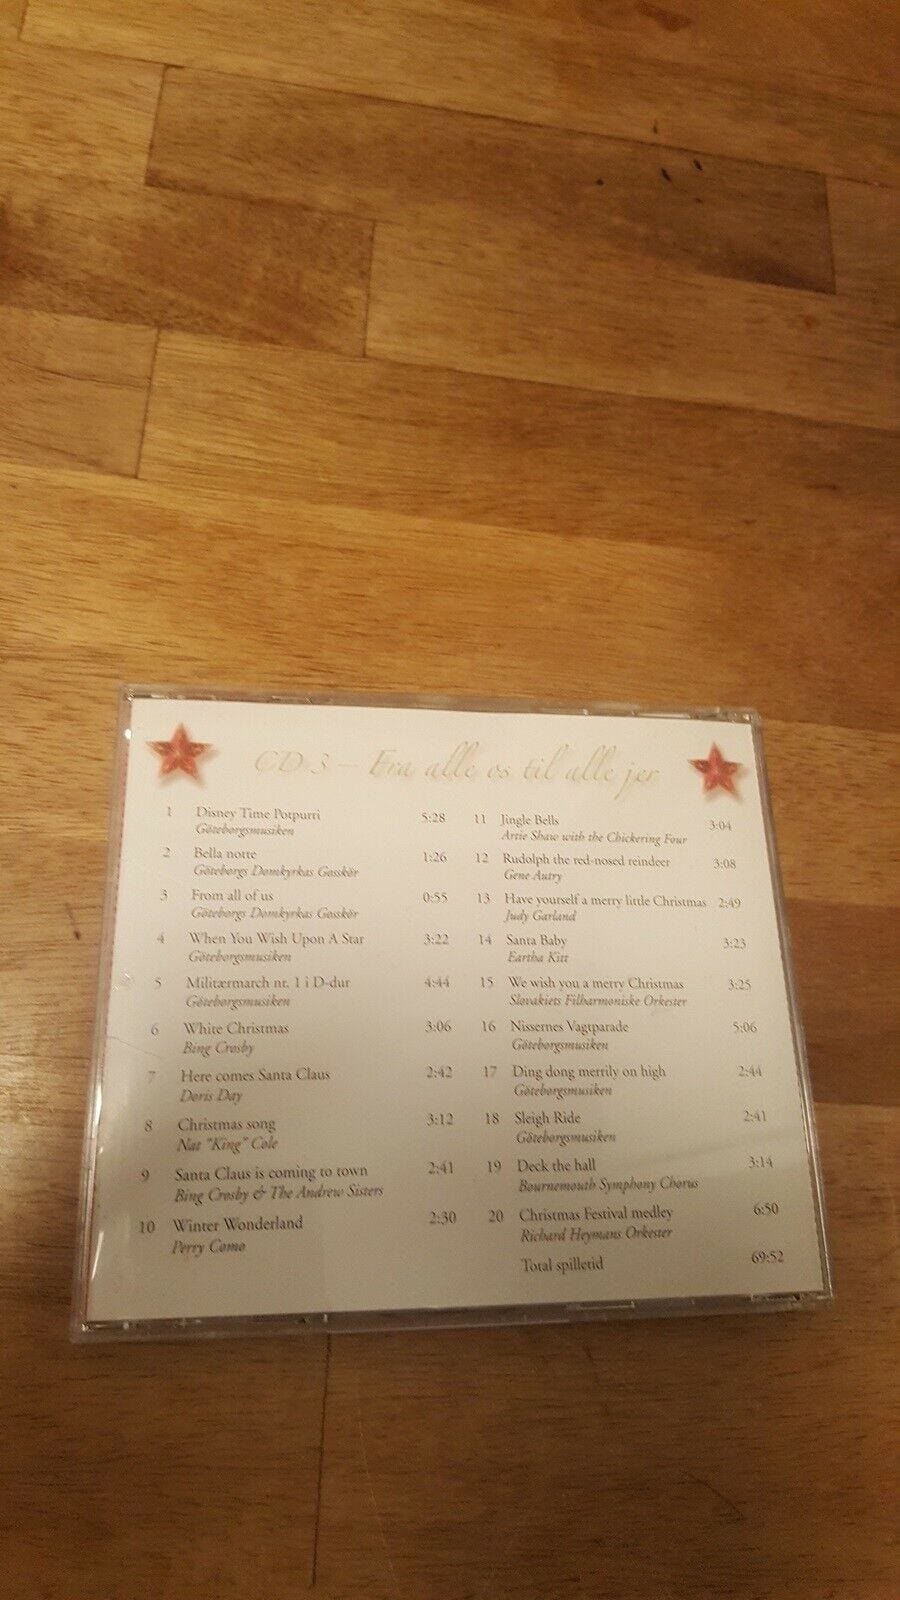 CD 3 – Fra alle os til alle jer
1 Disney Time Potpurri 5:28
Göteborgsmusiken
2 Bella notte 1:26
Göteborgs Domkyrkas Gosskör
3 From all of us 0:55
Göteborgs Domkyrkas Gosskör
4 When You Wish Upon A Star 3:22
Göteborgsmusiken
5 Militærmarch nr. 1 i D-dur 4:44
Göteborgsmusiken
6 White Christmas 3:06
Bing Crosby
7 Here comes Santa Claus 2:42
Doris Day
8 Christmas song 3:12
Nat "King" Cole
9 Santa Claus is coming to town 2:41
Bing Crosby & The Andrew Sisters
10 Winter Wonderland 2:30
Perry Como
11 Jingle Bells 3:04
Artie Shaw with the Chickering Four
12 Rudolph the red-nosed reindeer 3:08
Gene Autry
13 Have yourself a merry little Christmas 2:49
Judy Garland
14 Santa Baby 3:23
Eartha Kitt
15 We wish you a merry Christmas 3:25
Slovakiets Filharmoniske Orkester
16 Nissernes Vagtparade 5:06
Göteborgsmusiken
17 Ding dong merrily on high 2:44
Göteborgsmusiken
18 Sleigh Ride 2:41
Göteborgsmusiken
19 Deck the hall 3:14
Bournemouth Symphony Chorus
20 Christmas Festival medley 6:50
Richard Heymans Orkester
Total spilletid 69:52